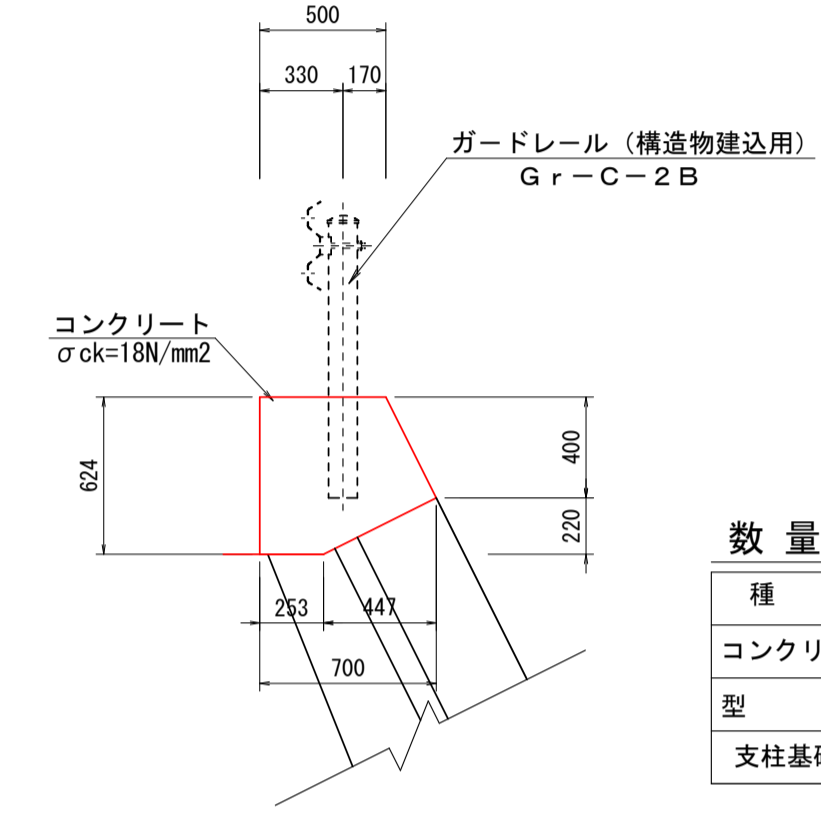 500
330
170
ガードレール（構造物建込用）
Ｇｒ－Ｃ－２Ｂ
コンクリート
σck=18N/mm2
624
400
220
253
447
700
数 量
種
コンクリ
型
支柱基